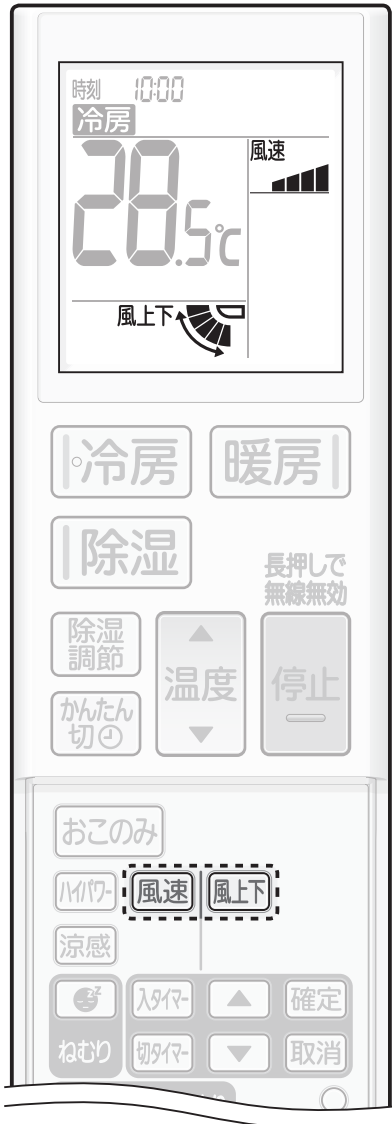 時刻 10:00
冷房
28.5℃
風速
風上下
冷房 暖房
除湿
長押しで
無線無効
除湿
調節
温度
停止
かんたん
切
おこのみ
ハイパワー 風速 風上下
涼感
入タイマー 確定
ねむり 切タイマー 取消